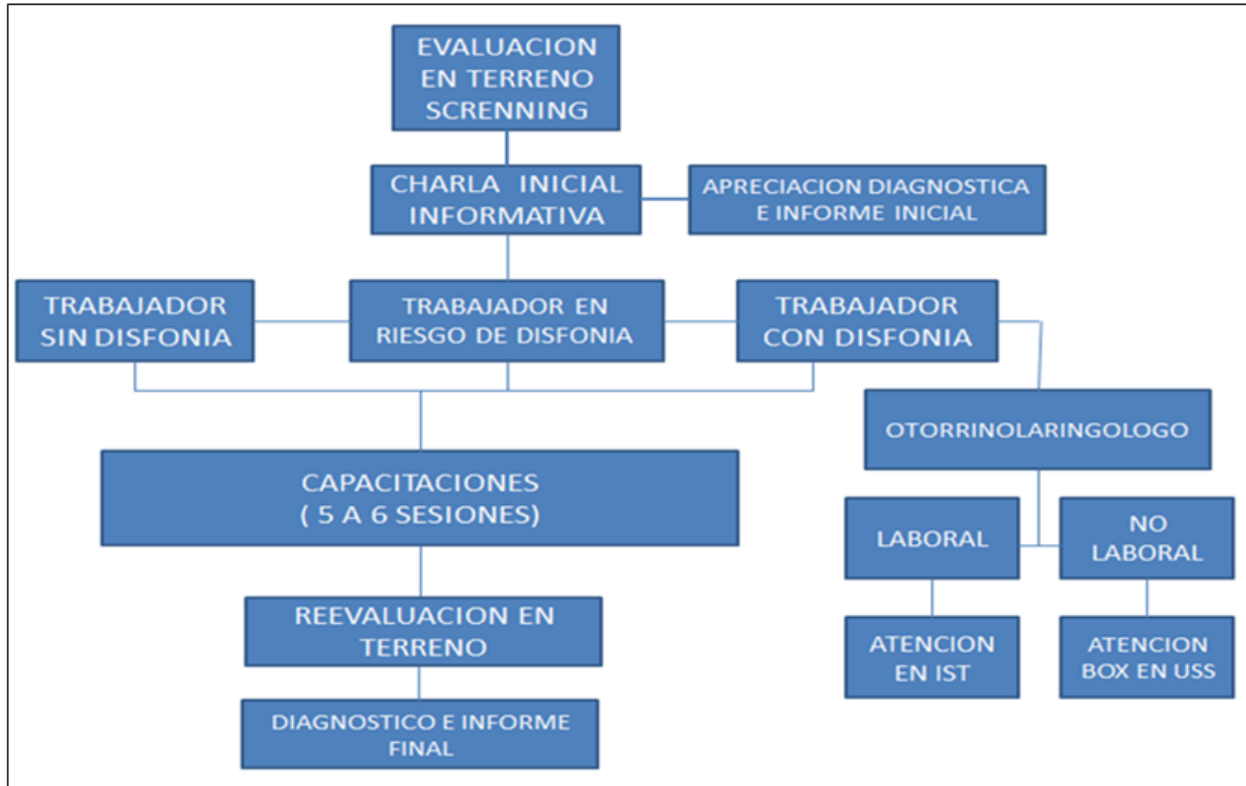 EVALUACION
EN TERRENO
SCRENNING
CHARLA INICIAL
INFORMATIVA
APRECIACION DIAGNOSTICA
E INFORME INICIAL
TRABAJADOR
SIN DISFONIA
TRABAJADOR EN
RIESGO DE DISFONIA
TRABAJADOR
CON DISFONIA
OTORRINOLARINGOLOGO
CAPACITACIONES
( 5 A 6 SESIONES)
LABORAL
NO
LABORAL
REEVALUACION EN
TERRENO
ATENCION
EN IST
ATENCION
BOX EN USS
DIAGNOSTICO E INFORME
FINAL